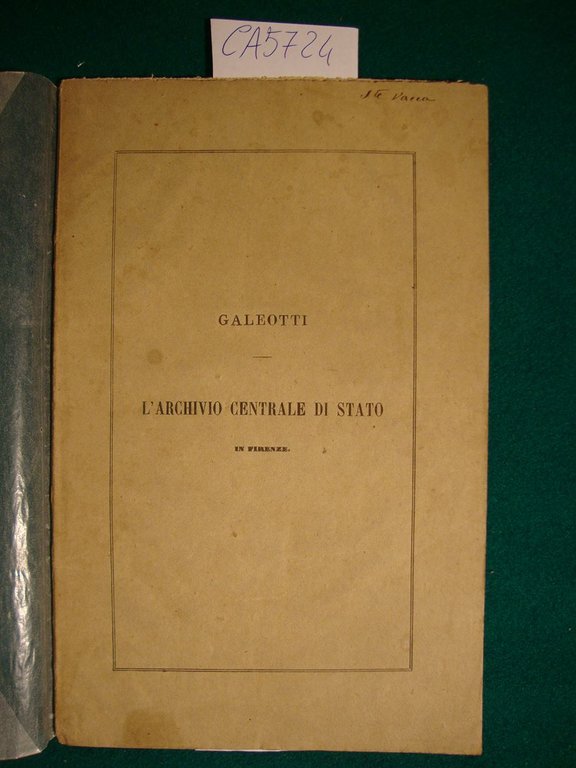 CA5724
GALEOTTI
L'ARCHIVIO CENTRALE DI STATO
IN FIRENZE.